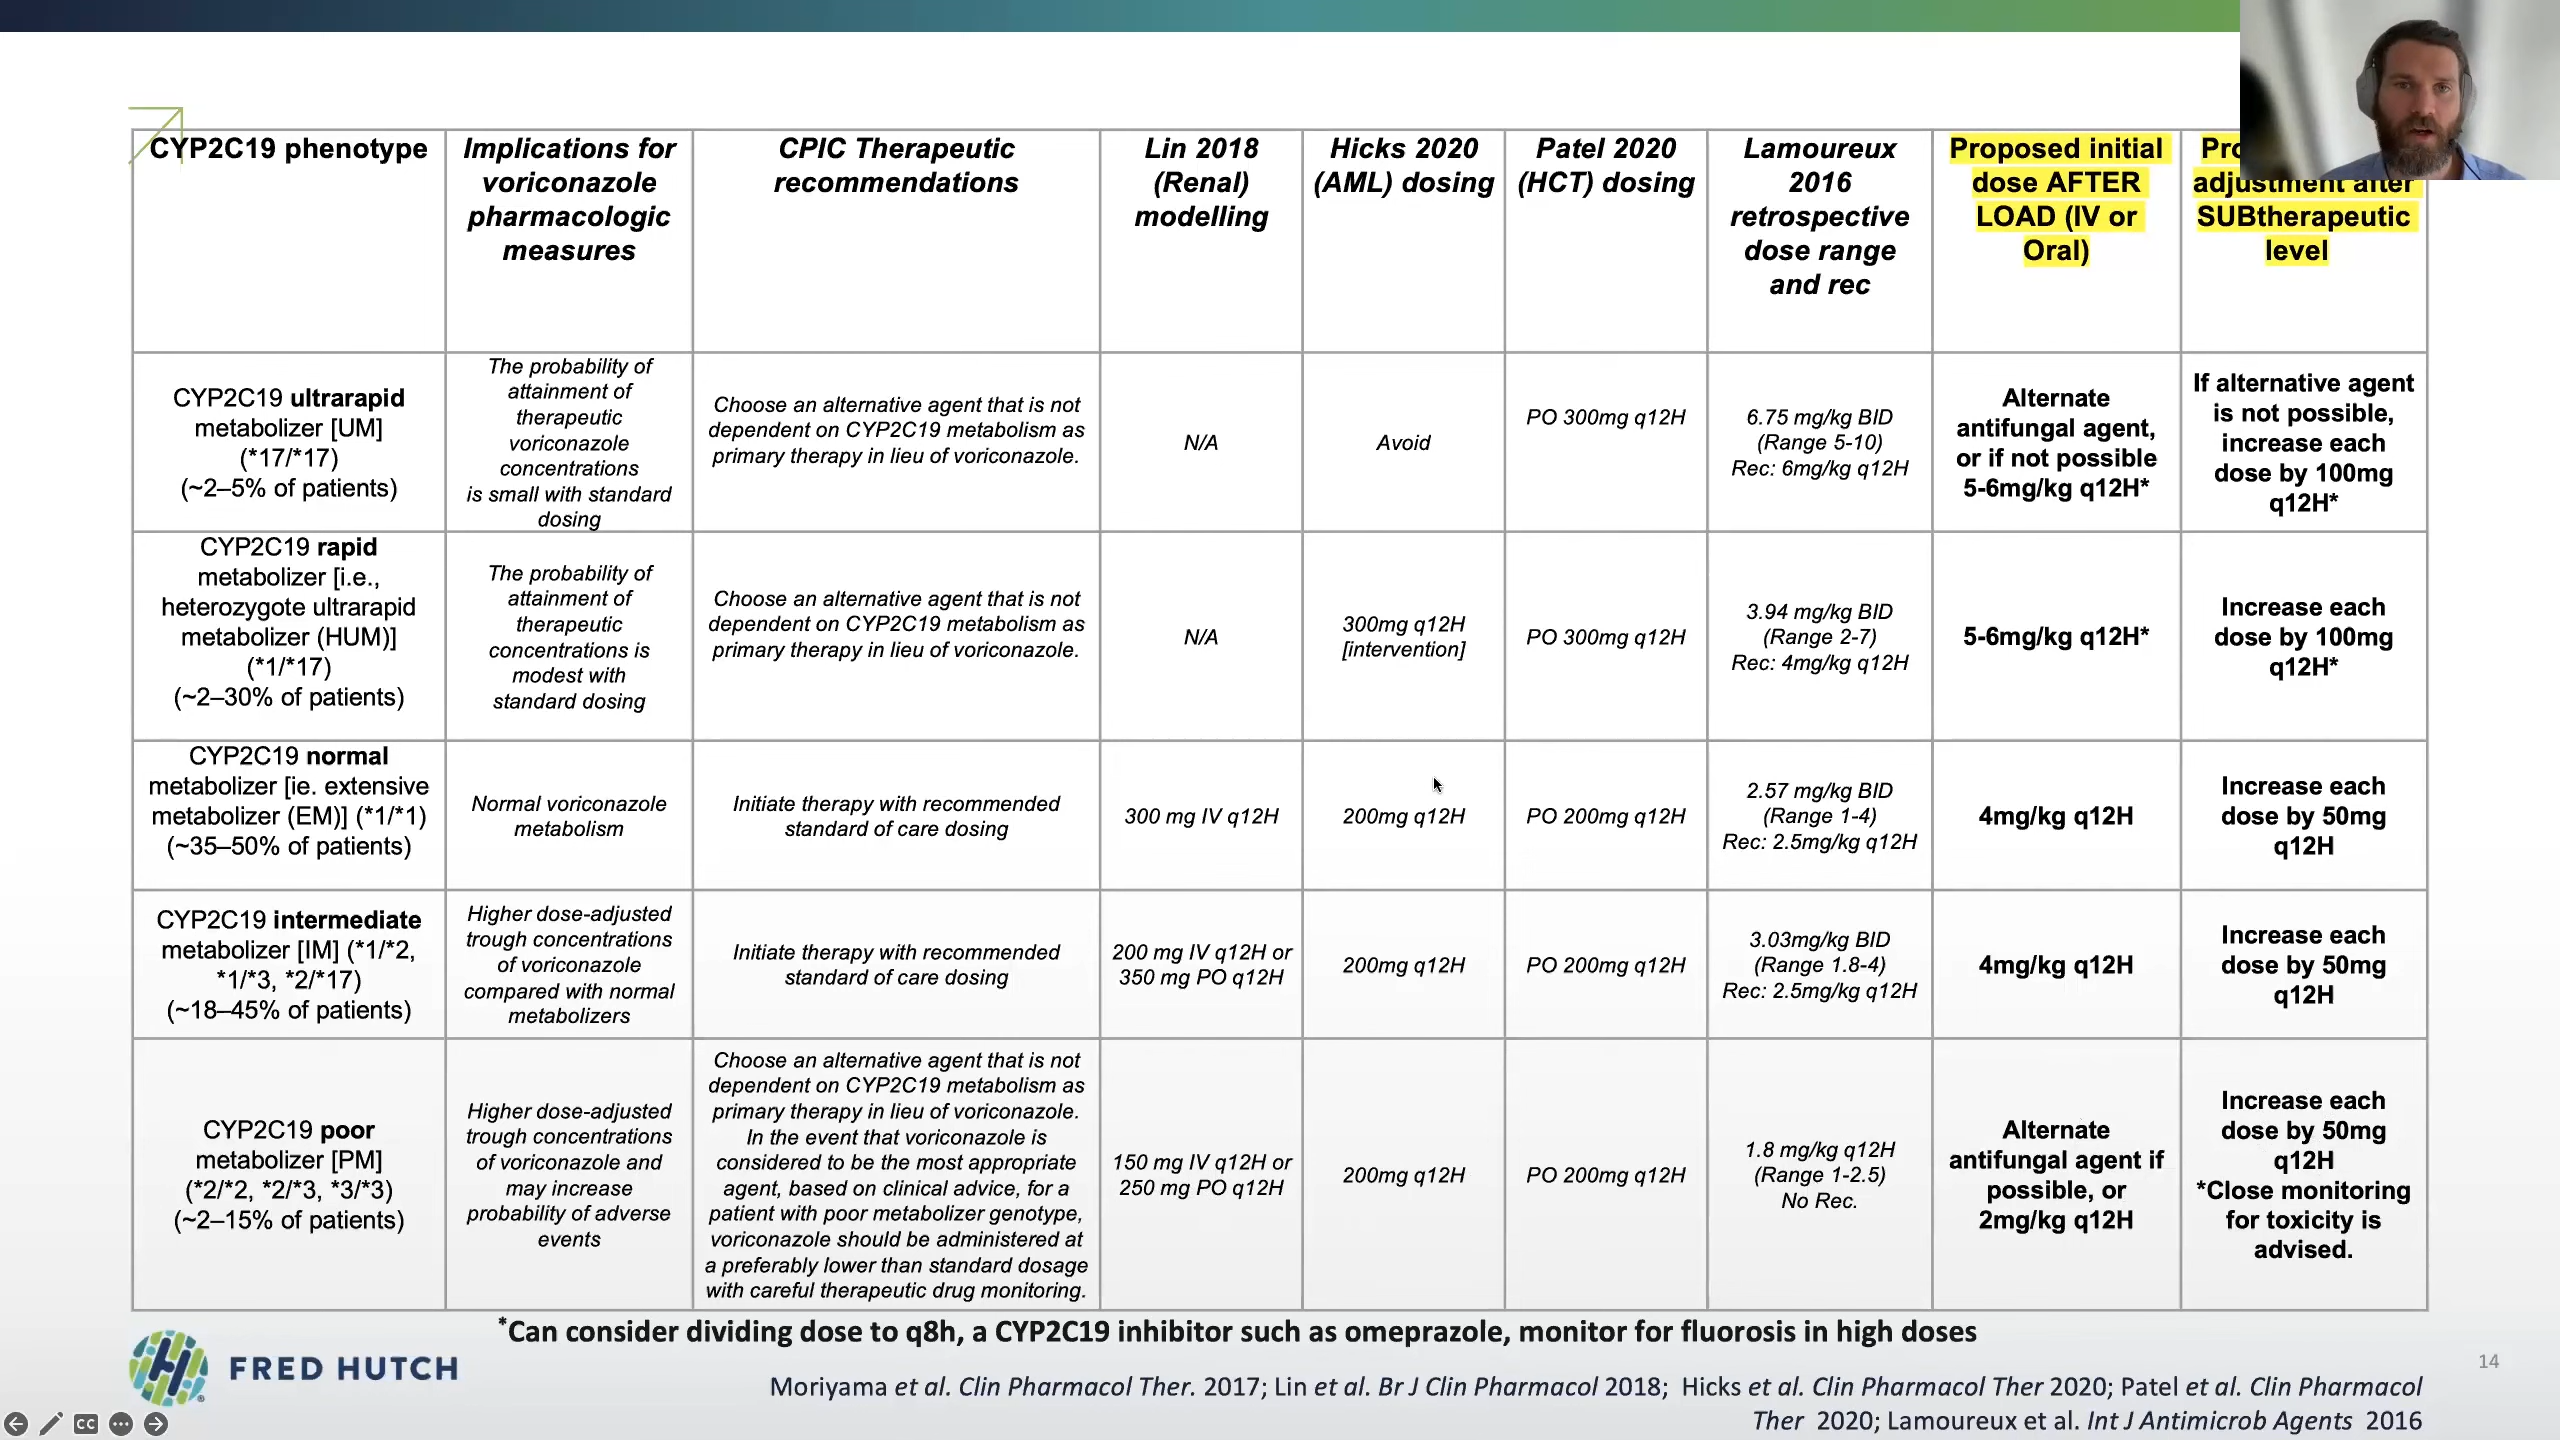 CYP2C19 phenotype
Implications for
voriconazole
pharmacologic
measures
CPIC Therapeutic
recommendations
Lin 2018
(Renal)
modelling
Hicks 2020
(AML) dosing
Patel 2020
(HCT) dosing
Lamoureux
2016
retrospective
dose range
and rec
Proposed initial
dose AFTER
LOAD (IV or
Oral)
adjustment after
SUBtherapeutic
level
CYP2C19 ultrarapid
metabolizer [UM]
(*17/*17)
(~2–5% of patients)
The probability of
attainment of
therapeutic
voriconazole
concentrations
is small with standard
dosing
Choose an alternative agent that is not
dependent on CYP2C19 metabolism as
primary therapy in lieu of voriconazole.
N/A
Avoid
PO 300mg q12H
6.75 mg/kg BID
(Range 5-10)
Rec: 6mg/kg q12H
Alternate
antifungal agent,
or if not possible
5-6mg/kg q12H*
If alternative agent
is not possible,
increase each
dose by 100mg
q12H*
CYP2C19 rapid
metabolizer [i.e.,
heterozygote ultrarapid
metabolizer (HUM)]
(*1/*17)
(~2–30% of patients)
The probability of
attainment of
therapeutic
concentrations is
modest with
standard dosing
Choose an alternative agent that is not
dependent on CYP2C19 metabolism as
primary therapy in lieu of voriconazole.
N/A
300mg q12H
[intervention]
PO 300mg q12H
3.94 mg/kg BID
(Range 2-7)
Rec: 4mg/kg q12H
5-6mg/kg q12H*
Increase each
dose by 100mg
q12H*
CYP2C19 normal
metabolizer [ie. extensive
metabolizer (EM)] (*1/*1)
(~35–50% of patients)
Normal voriconazole
metabolism
Initiate therapy with recommended
standard of care dosing
300 mg IV q12H
200mg q12H
PO 200mg q12H
2.57 mg/kg BID
(Range 1-4)
Rec: 2.5mg/kg q12H
4mg/kg q12H
Increase each
dose by 50mg
q12H
CYP2C19 intermediate
metabolizer [IM] (*1/*2,
*1/*3, *2/*17)
(~18–45% of patients)
Higher dose-adjusted
trough concentrations
of voriconazole
compared with normal
metabolizers
Initiate therapy with recommended
standard of care dosing
200 mg IV q12H or
350 mg PO q12H
200mg q12H
PO 200mg q12H
3.03mg/kg BID
(Range 1.8-4)
Rec: 2.5mg/kg q12H
4mg/kg q12H
Increase each
dose by 50mg
q12H
CYP2C19 poor
metabolizer [PM]
(*2/*2, *2/*3, *3/*3)
(~2–15% of patients)
Higher dose-adjusted
trough concentrations
of voriconazole and
may increase
probability of adverse
events
Choose an alternative agent that is not
dependent on CYP2C19 metabolism as
primary therapy in lieu of voriconazole.
In the event that voriconazole is
considered to be the most appropriate
agent, based on clinical advice, for a
patient with poor metabolizer genotype,
voriconazole should be administered at
a preferably lower than standard dosage
with careful therapeutic drug monitoring.
150 mg IV q12H or
250 mg PO q12H
200mg q12H
PO 200mg q12H
1.8 mg/kg q12H
(Range 1-2.5)
No Rec.
Alternate
antifungal agent if
possible, or
2mg/kg q12H
Increase each
dose by 50mg
q12H
*Close monitoring
for toxicity is
advised.
*Can consider dividing dose to q8h, a CYP2C19 inhibitor such as omeprazole, monitor for fluorosis in high doses
FRED HUTCH
14
Moriyama et al. Clin Pharmacol Ther. 2017; Lin et al. Br J Clin Pharmacol 2018; Hicks et al. Clin Pharmacol Ther 2020; Patel et al. Clin Pharmacol
Ther 2020; Lamoureux et al. Int J Antimicrob Agents 2016
CC